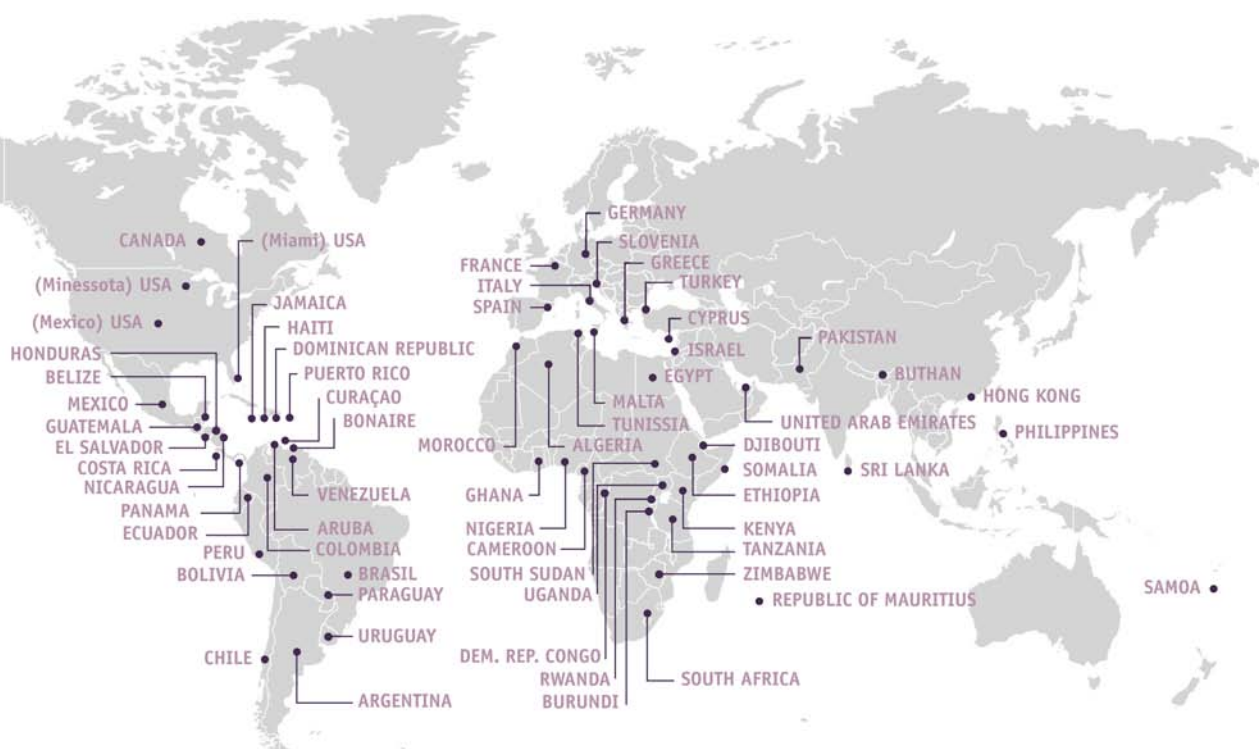 GERMANY
CANADA
(Miami) USA
SLOVENIA
FRANCE
GREECE
(Minessota) USA
ITALY
TURKEY
JAMAICA
SPAIN
(Mexico) USA
HAITI
CYPRUS
HONDURAS
DOMINICAN REPUBLIC
ISRAEL
PAKISTAN
BELIZE
PUERTO RICO
EGYPT
BUTHAN
MEXICO
CURAÇAO
MALTA
HONG KONG
GUATEMALA
BONAIRE
TUNISSIA
UNITED ARAB EMIRATES
PHILIPPINES
EL SALVADOR
MOROCCO
ALGERIA
DJIBOUTI
COSTA RICA
SOMALIA
SRI LANKA
NICARAGUA
VENEZUELA
GHANA
ETHIOPIA
PANAMA
ECUADOR
ARUBA
NIGERIA
KENYA
PERU
COLOMBIA
CAMEROON
TANZANIA
BOLIVIA
BRASIL
SOUTH SUDAN
ZIMBABWE
PARAGUAY
UGANDA
REPUBLIC OF MAURITIUS
SAMOA
URUGUAY
CHILE
DEM. REP. CONGO
RWANDA
SOUTH AFRICA
ARGENTINA
BURUNDI